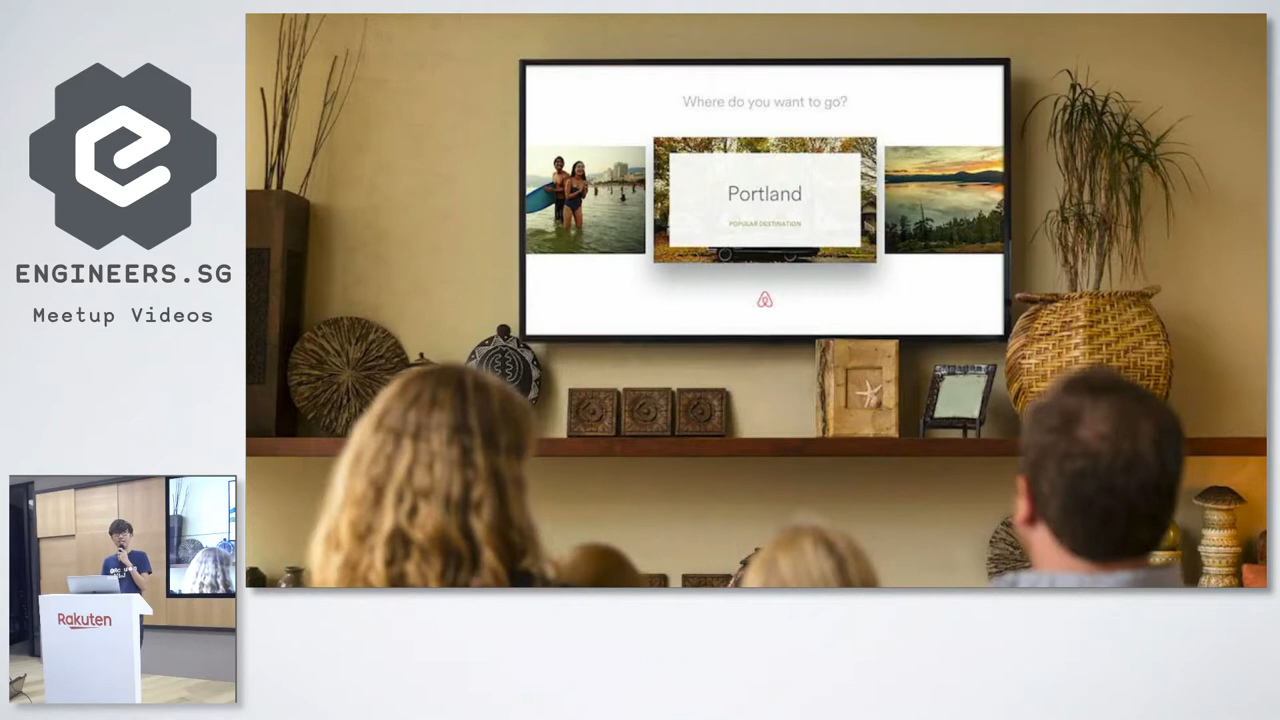 ENGINEERS.SG
Meetup Videos
Where do you want to go?
Portland
POPULAR DESTINATION
Rakuten